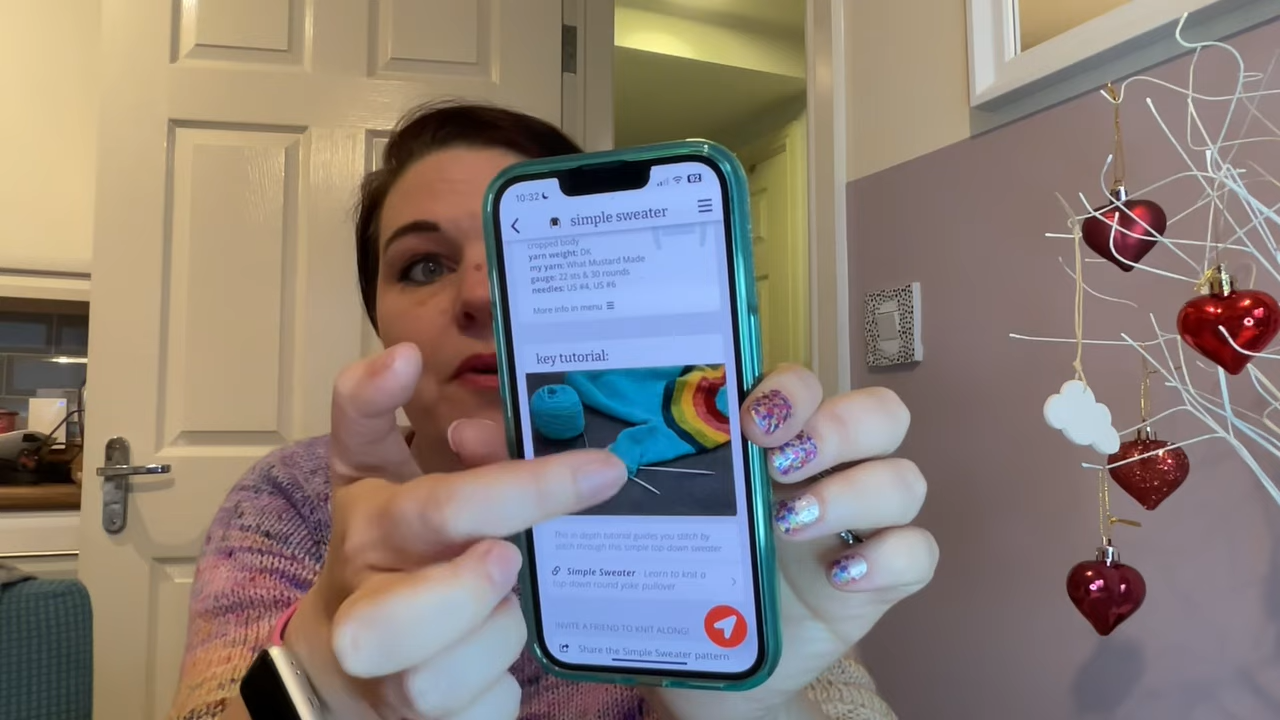 10:32
92
simple sweater
cropped body
yarn weight: DK
my yarn: What Mustard Made
gauge: 22 sts & 30 rounds
needles: US #4, US #6
More info in menu
key tutorial:
This in-depth tutorial guides you stitch by
stitch through this simple top-down sweater
Simple Sweater - Learn to knit a
top-down round yoke pullover
INVITE A FRIEND TO KNIT ALONG!
Share the Simple Sweater pattern